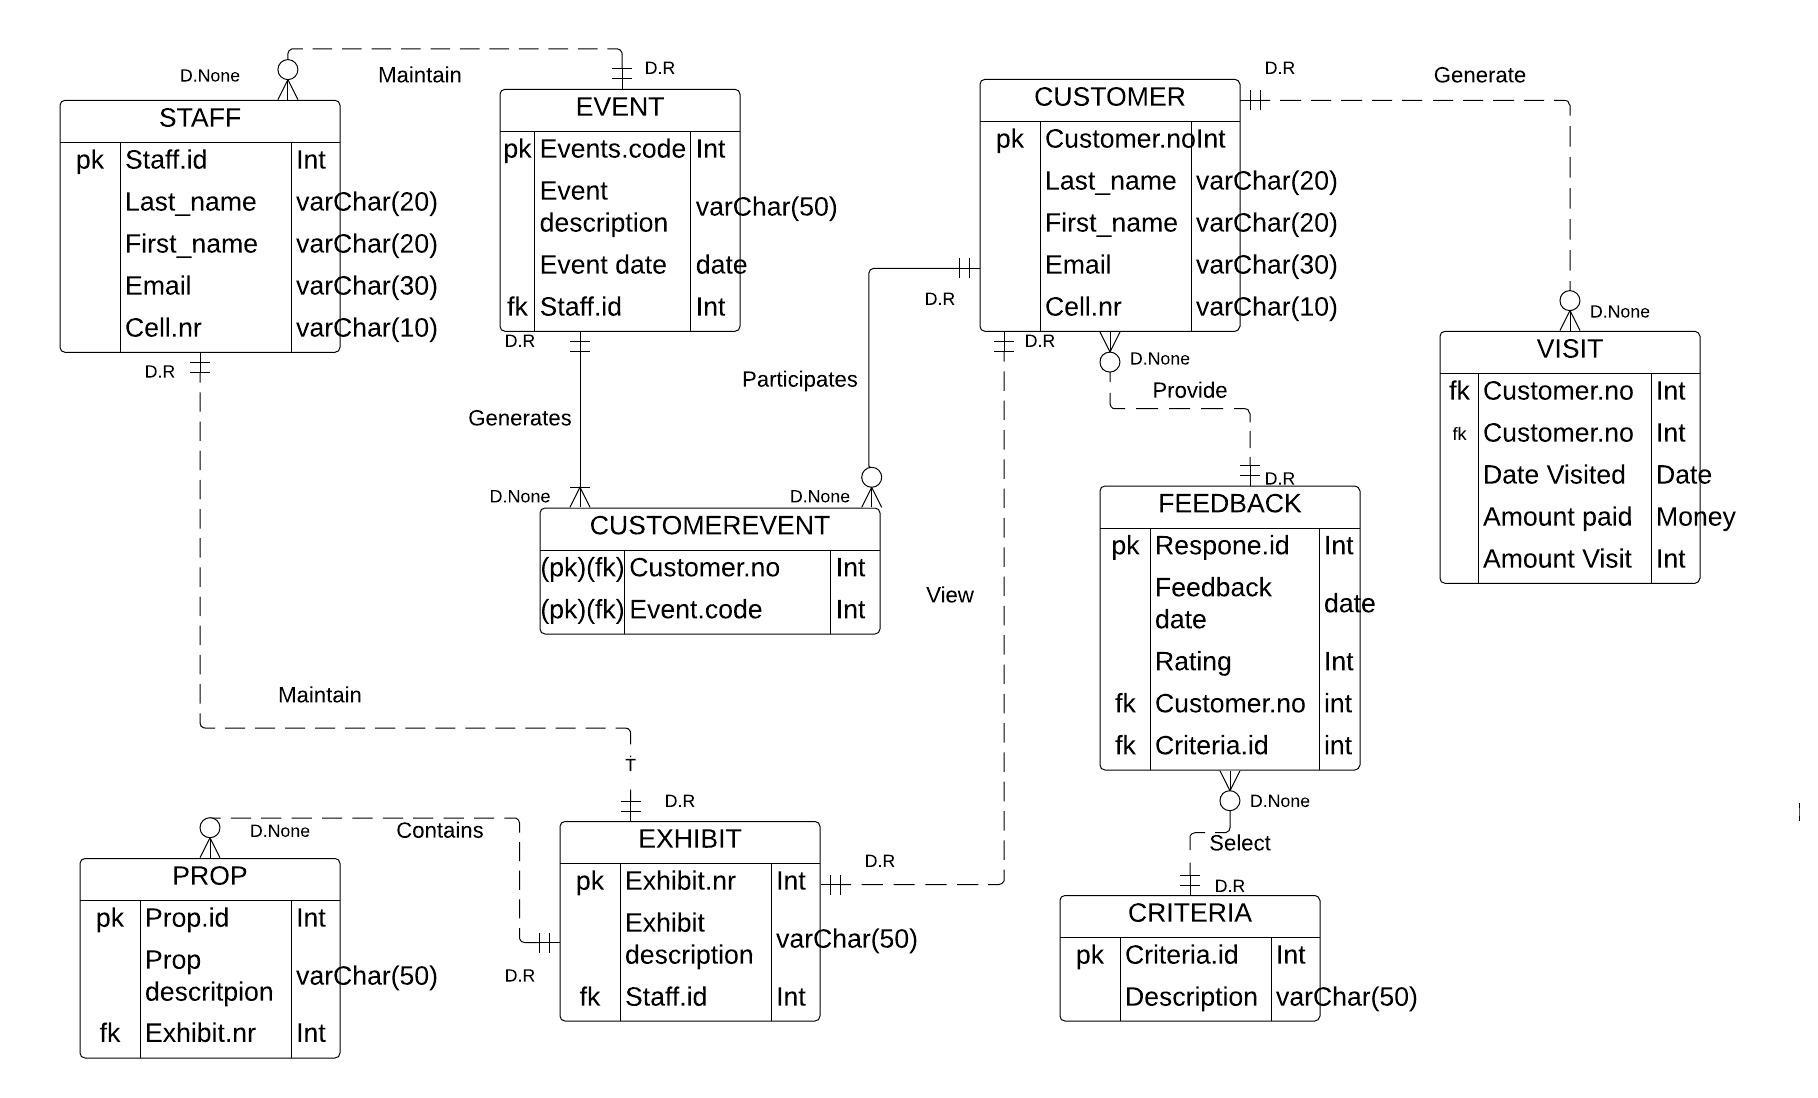 D.None
Maintain
D.R
STAFF
pk Staff.id Int
Last_name varChar(20)
First_name varChar(20)
Email varChar(30)
Cell.nr varChar(10)
D.R
EVENT
pk Events.code Int
Event
description
varChar(50)
Event date date
fk Staff.id Int
D.R
Generates
D.None
D.R
Generate
CUSTOMER
pk Customer.no Int
Last_name varChar(20)
First_name varChar(20)
Email varChar(30)
Cell.nr varChar(10)
D.R
Participates
D.None
D.R
D.None
Provide
D.R
D.None
VISIT
fk Customer.no Int
fk Customer.no Int
Date Visited Date
Amount paid Money
Amount Visit Int
CUSTOMEREVENT
(pk)(fk) Customer.no Int
(pk)(fk) Event.code Int
View
FEEDBACK
pk Respone.id Int
Feedback
date
date
Rating Int
fk Customer.no int
fk Criteria.id int
D.None
Select
D.R
Maintain
T
D.R
D.None
Contains
D.R
PROP
pk Prop.id Int
Prop
descritpion
varChar(50)
fk Exhibit.nr Int
EXHIBIT
pk Exhibit.nr Int
Exhibit
description
varChar(50)
fk Staff.id Int
D.R
CRITERIA
pk Criteria.id Int
Description varChar(50)